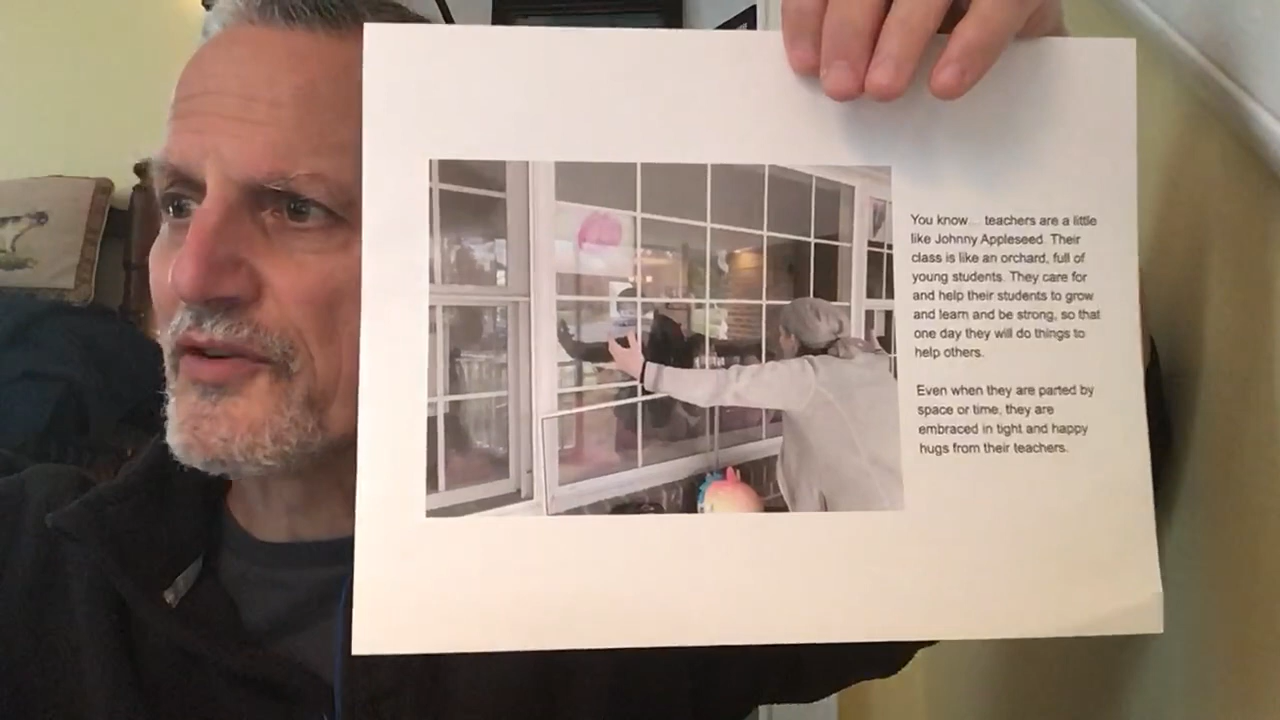 You know... teachers are a little
like Johnny Appleseed. Their
class is like an orchard, full of
young students. They care for
and help their students to grow
and learn and be strong, so that
one day they will do things to
help others.
Even when they are parted by
space or time, they are
embraced in tight and happy
hugs from their teachers.